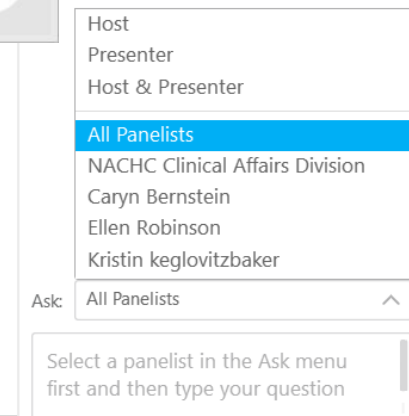 Host
Presenter
Host & Presenter
All Panelists
NACHC Clinical Affairs Division
Caryn Bernstein
Ellen Robinson
Kristin keglovitzbaker
Ask: All Panelists
Select a panelist in the Ask menu
first and then type your question